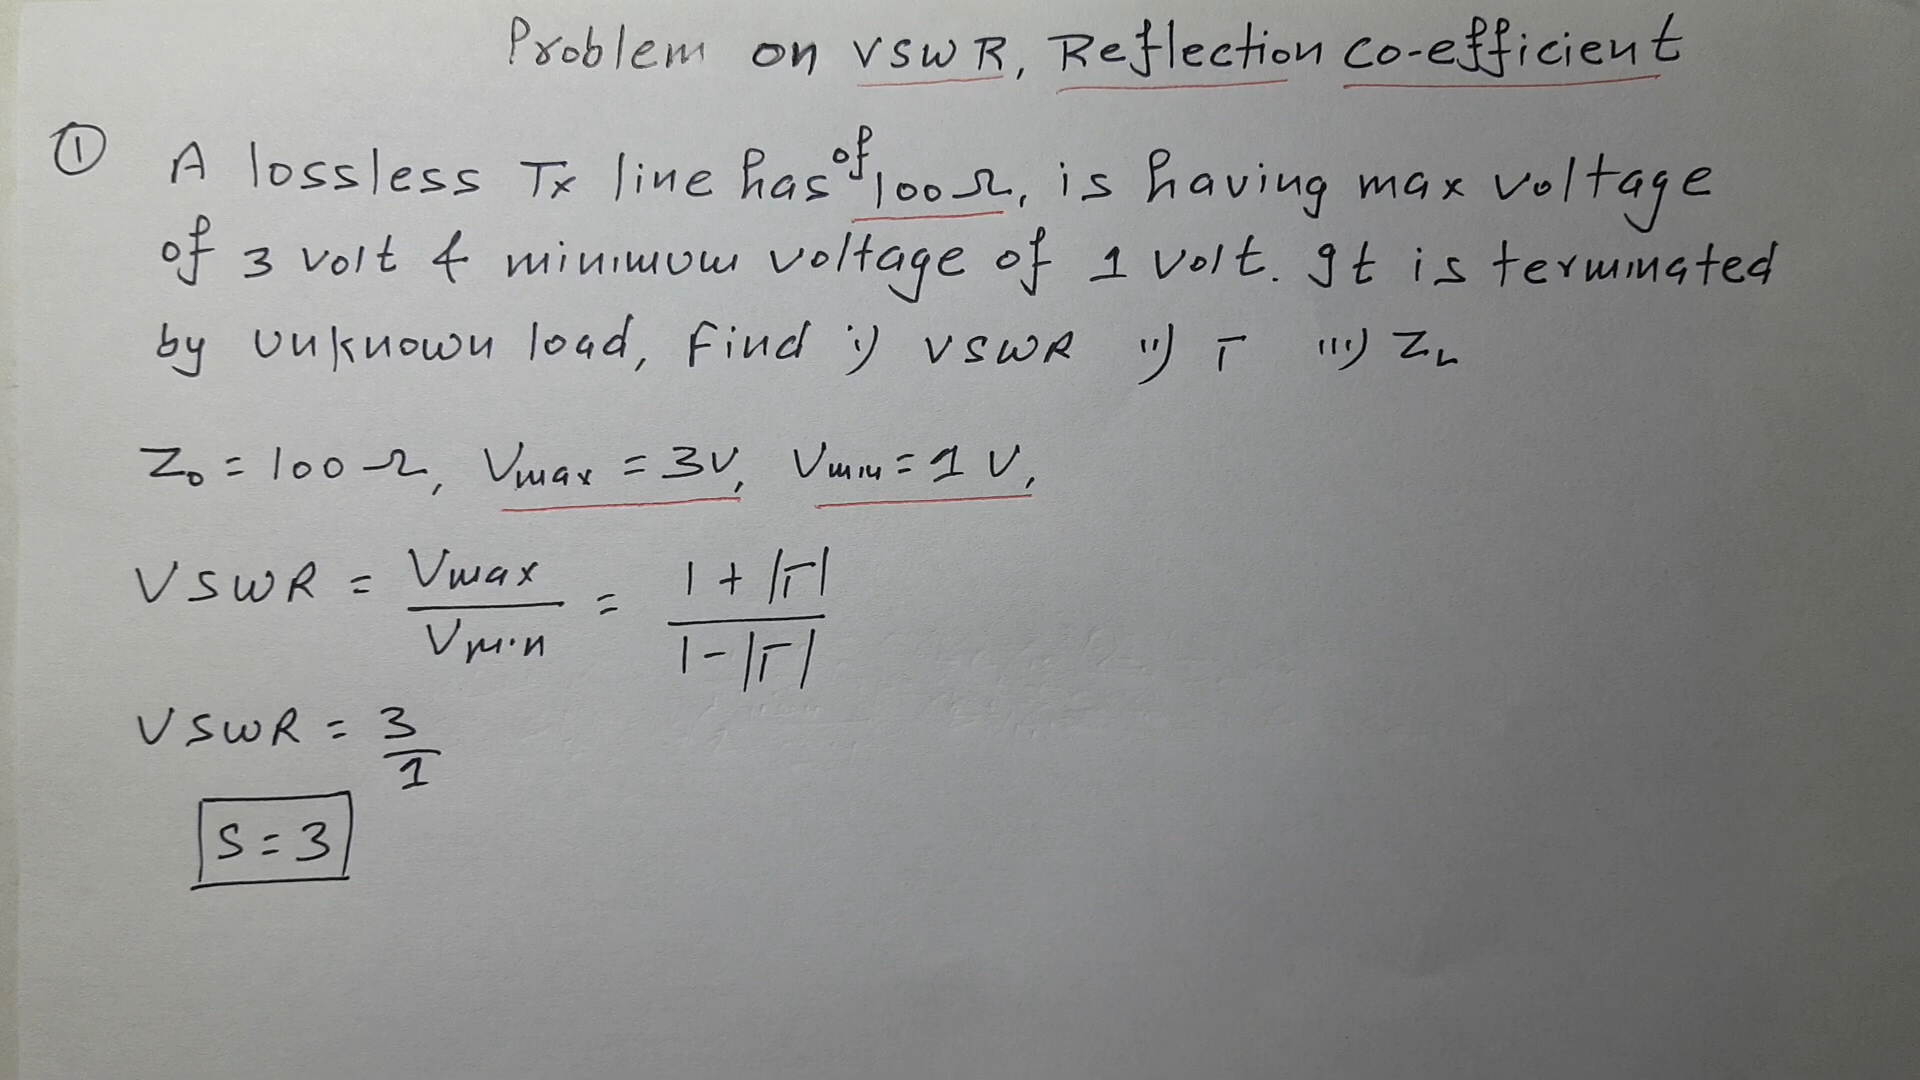 Problem on VSWR, Reflection co-efficient
① A lossless Tx line has of 100Ω, is having max voltage
of 3 volt & minimum voltage of 1 volt. It is terminated
by unknown load, Find i) VSWR ii) Γ iii) ZL
Z0 = 100Ω, Vmax = 3V, Vmin = 1V,
VSWR = Vmax / Vmin = 1 + |Γ| / 1 - |Γ|
VSWR = 3 / 1
S = 3